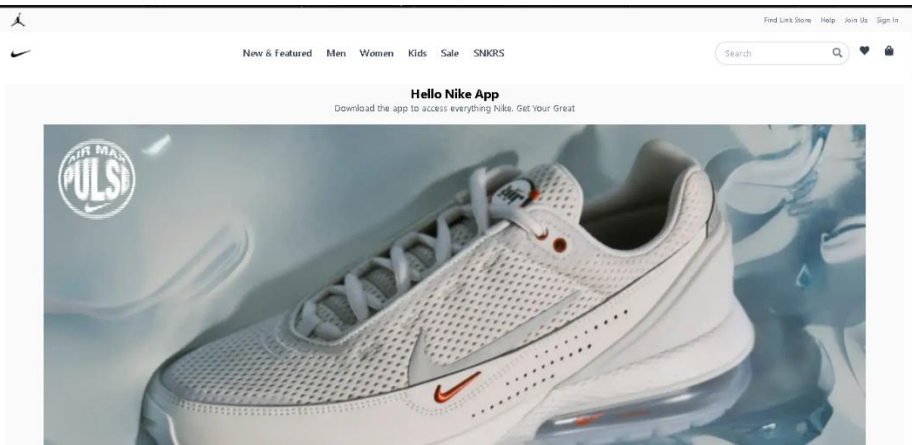 Find Link Store Help Join Us Sign In
New & Featured Men Women Kids Sale SNKRS
Search
Hello Nike App
Download the app to access everything Nike. Get Your Great
AIR MAX
PULSE
Air